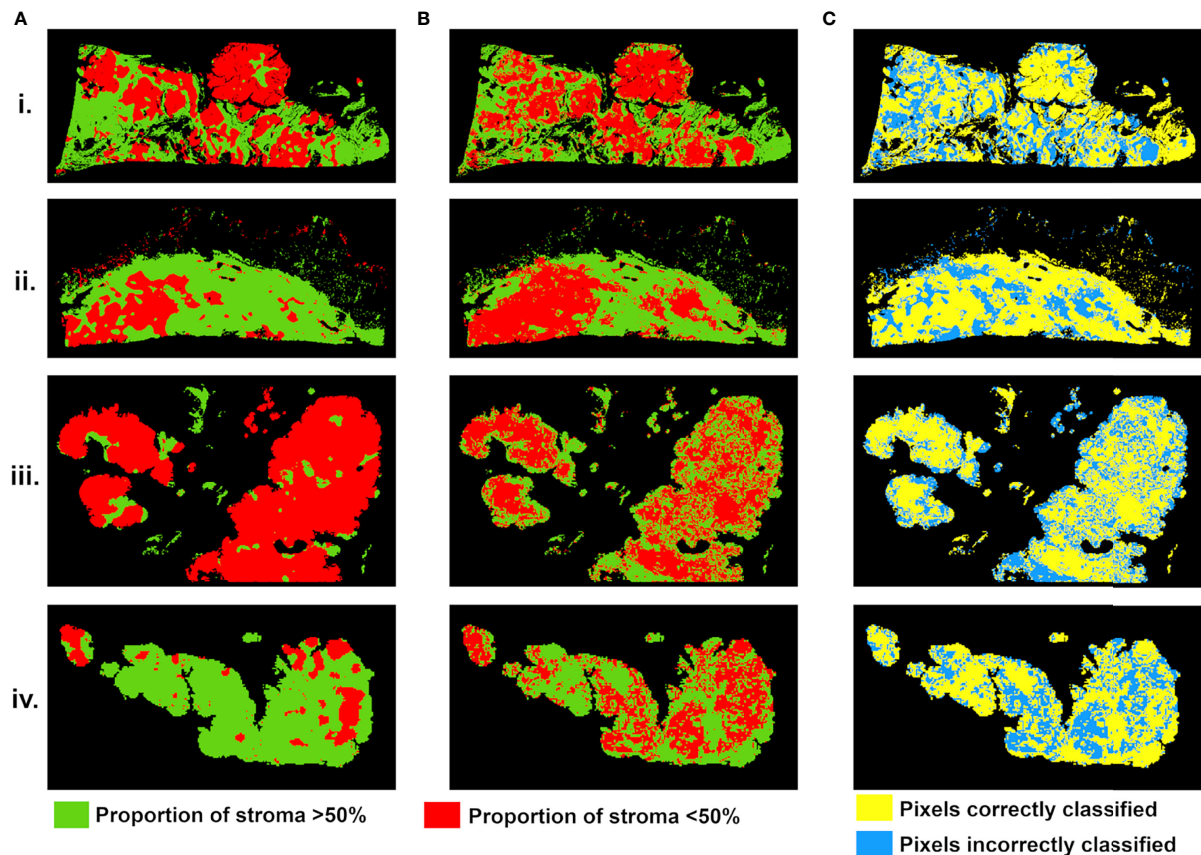 A B C
i.
ii.
iii.
iv.
Proportion of stroma >50% Proportion of stroma <50% Pixels correctly classified
Pixels incorrectly classified